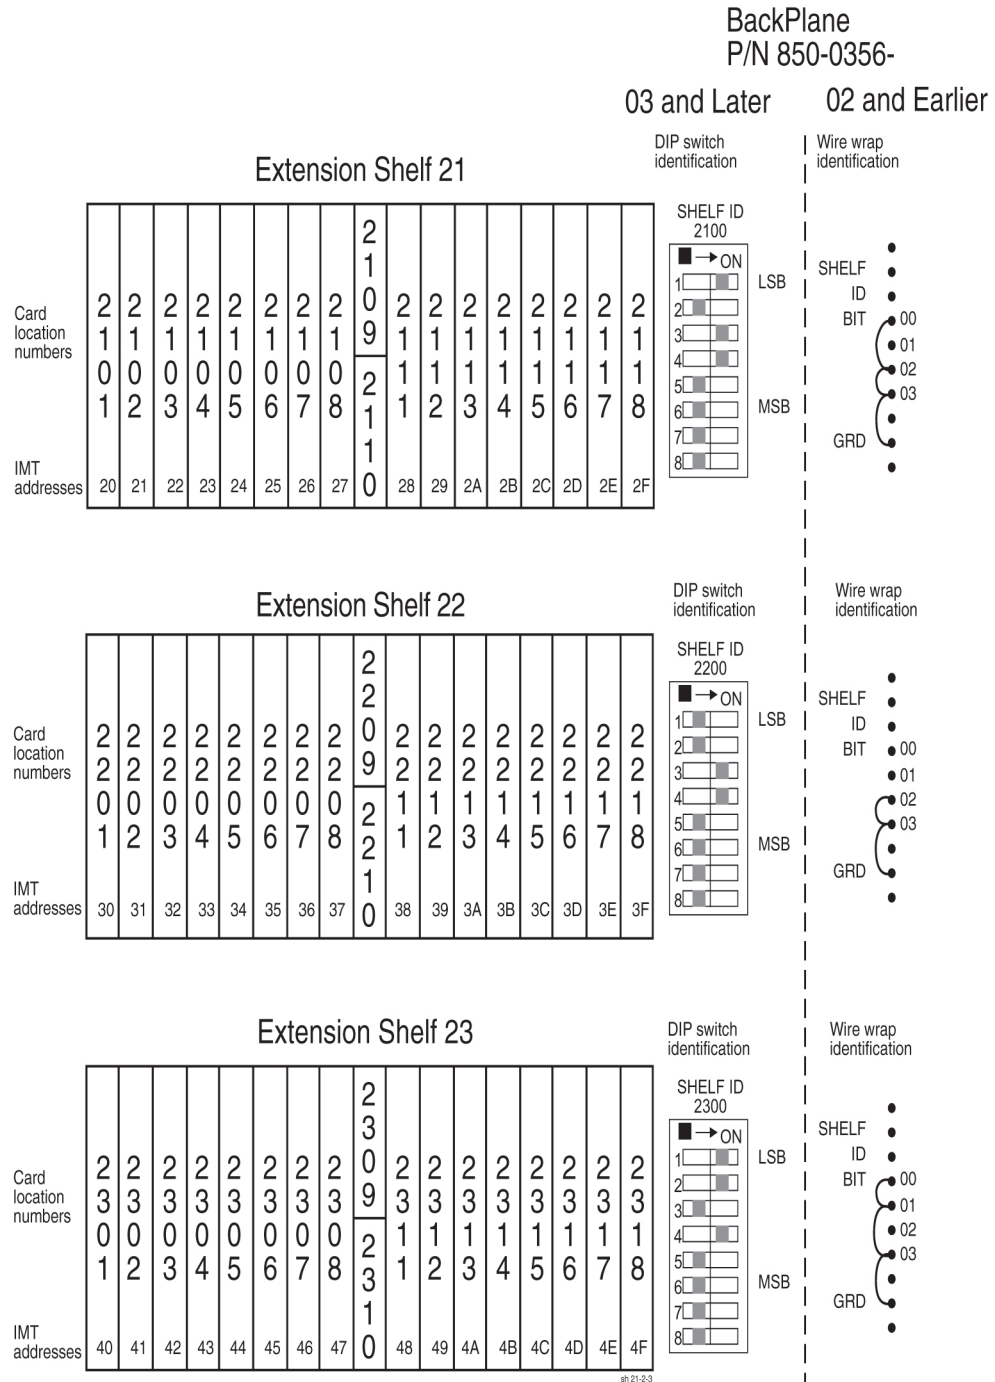 BackPlane
P/N 850-0356-
03 and Later
02 and Earlier
Extension Shelf 21
DIP switch
identification
Wire wrap
identification
SHELF ID
2100
ON
1
2
3
4
5
6
7
8
LSB
MSB
SHELF
ID
BIT
00
01
02
03
GRD
Card
location
numbers
2101 2102 2103 2104 2105 2106 2107 2108 2109 2110 2111 2112 2113 2114 2115 2116 2117 2118
IMT
addresses
20 21 22 23 24 25 26 27 28 29 2A 2B 2C 2D 2E 2F
Extension Shelf 22
DIP switch
identification
Wire wrap
identification
SHELF ID
2200
ON
1
2
3
4
5
6
7
8
LSB
MSB
SHELF
ID
BIT
00
01
02
03
GRD
Card
location
numbers
2201 2202 2203 2204 2205 2206 2207 2208 2209 2210 2211 2212 2213 2214 2215 2216 2217 2218
IMT
addresses
30 31 32 33 34 35 36 37 38 39 3A 3B 3C 3D 3E 3F
Extension Shelf 23
DIP switch
identification
Wire wrap
identification
SHELF ID
2300
ON
1
2
3
4
5
6
7
8
LSB
MSB
SHELF
ID
BIT
00
01
02
03
GRD
Card
location
numbers
2301 2302 2303 2304 2305 2306 2307 2308 2309 2310 2311 2312 2313 2314 2315 2316 2317 2318
IMT
addresses
40 41 42 43 44 45 46 47 48 49 4A 4B 4C 4D 4E 4F
sh 21-2-3